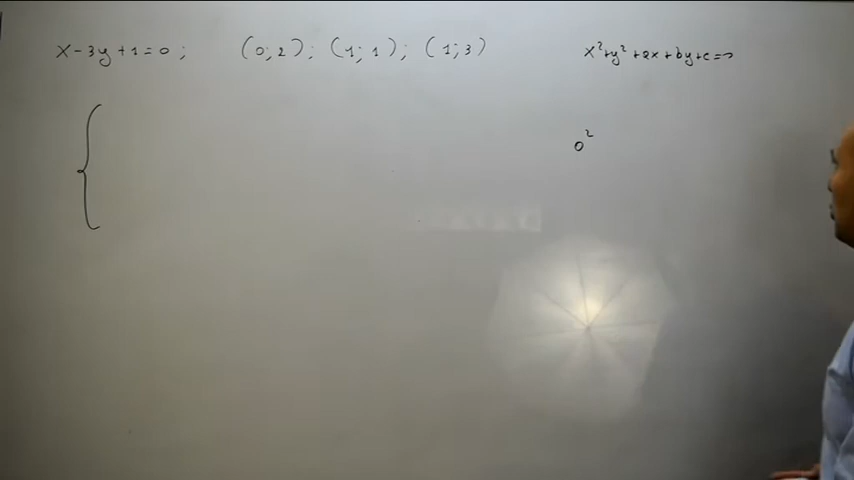 x-3y+1=0; (0;2); (1;1); (1;3) x²+y²+ax+by+c=0
{ 0²